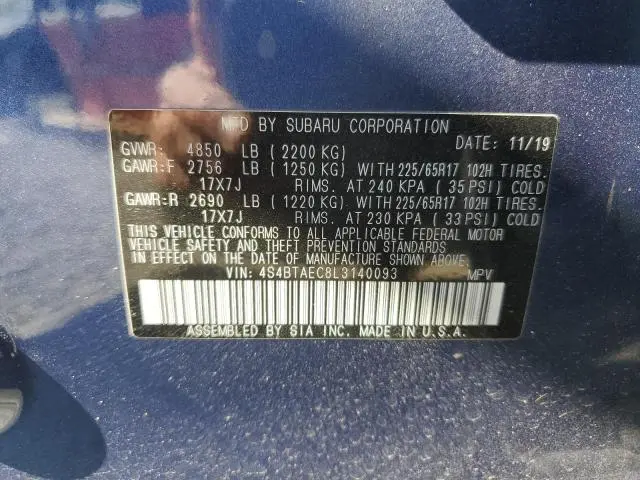 MFD BY SUBARU CORPORATION
GVWR: 4850 LB (2200 KG) DATE: 11/19
GAWR:F 2756 LB (1250 KG) WITH 225/65R17 102H TIRES.
17X7J RIMS. AT 240 KPA (35 PSI) COLD
GAWR:R 2690 LB (1220 KG) WITH 225/65R17 102H TIRES.
17X7J RIMS. AT 230 KPA (33 PSI) COLD
THIS VEHICLE CONFORMS TO ALL APPLICABLE FEDERAL MOTOR
VEHICLE SAFETY AND THEFT PREVENTION STANDARDS
IN EFFECT ON THE DATE OF MANUFACTURE SHOWN ABOVE.
VIN: 4S4BTAEC8L3140093 MPV
ASSEMBLED BY SIA INC. MADE IN U.S.A.